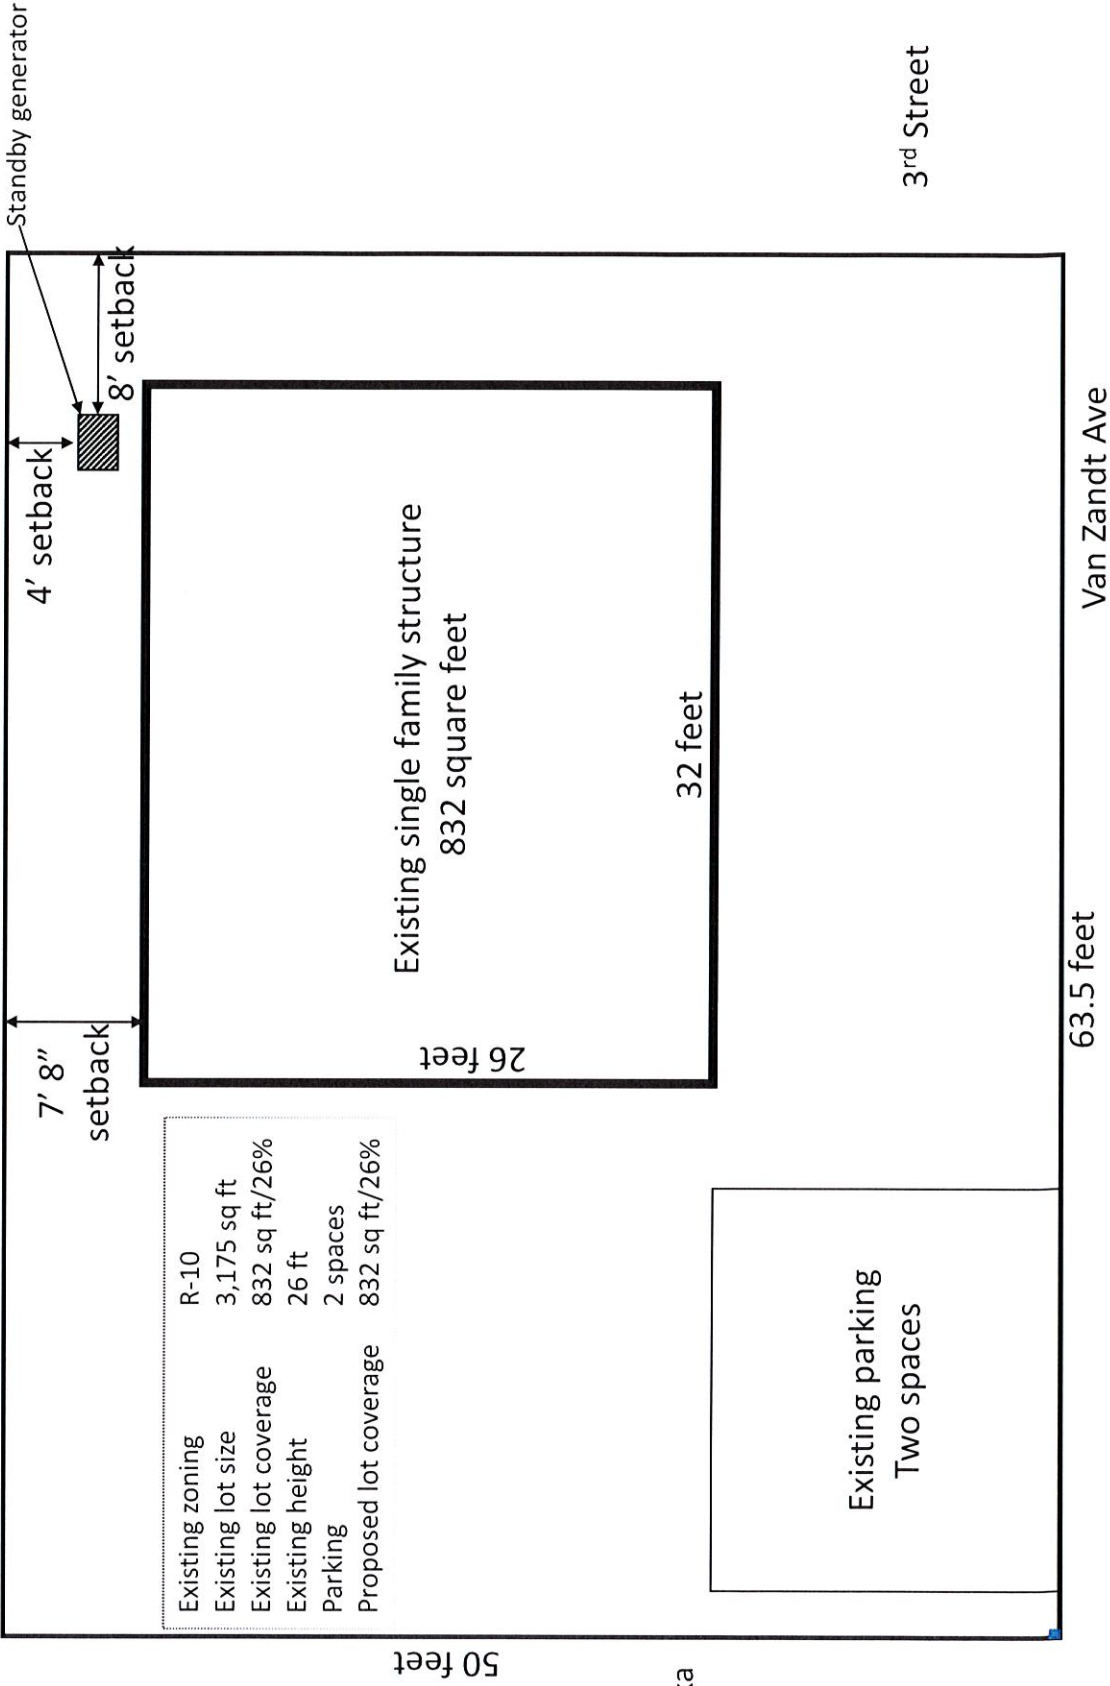 Standby generator
4' setback
8' setback
7' 8"
setback
3rd Street
Existing single family structure
832 square feet
32 feet
26 feet
Existing zoning R-10
Existing lot size 3,175 sq ft
Existing lot coverage 832 sq ft/26%
Existing height 26 ft
Parking 2 spaces
Proposed lot coverage 832 sq ft/26%
50 feet
Existing parking
Two spaces
63.5 feet
Van Zandt Ave